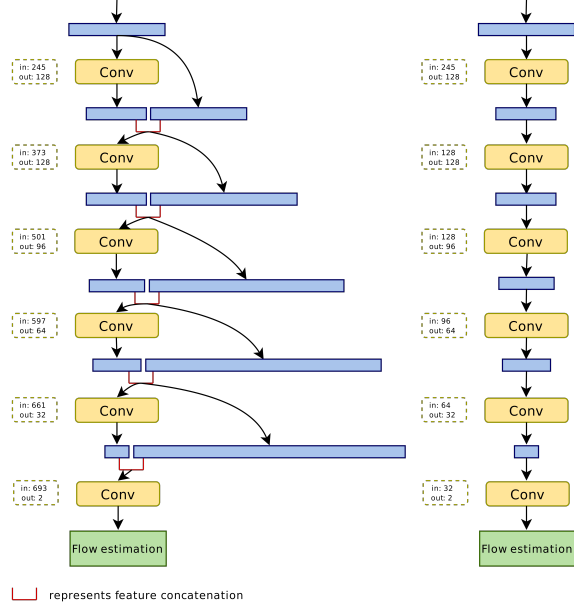 in: 245
out: 128
Conv
in: 373
out: 128
Conv
in: 501
out: 96
Conv
in: 597
out: 64
Conv
in: 661
out: 32
Conv
in: 693
out: 2
Conv
Flow estimation
in: 245
out: 128
Conv
in: 128
out: 128
Conv
in: 128
out: 96
Conv
in: 96
out: 64
Conv
in: 64
out: 32
Conv
in: 32
out: 2
Conv
Flow estimation
represents feature concatenation